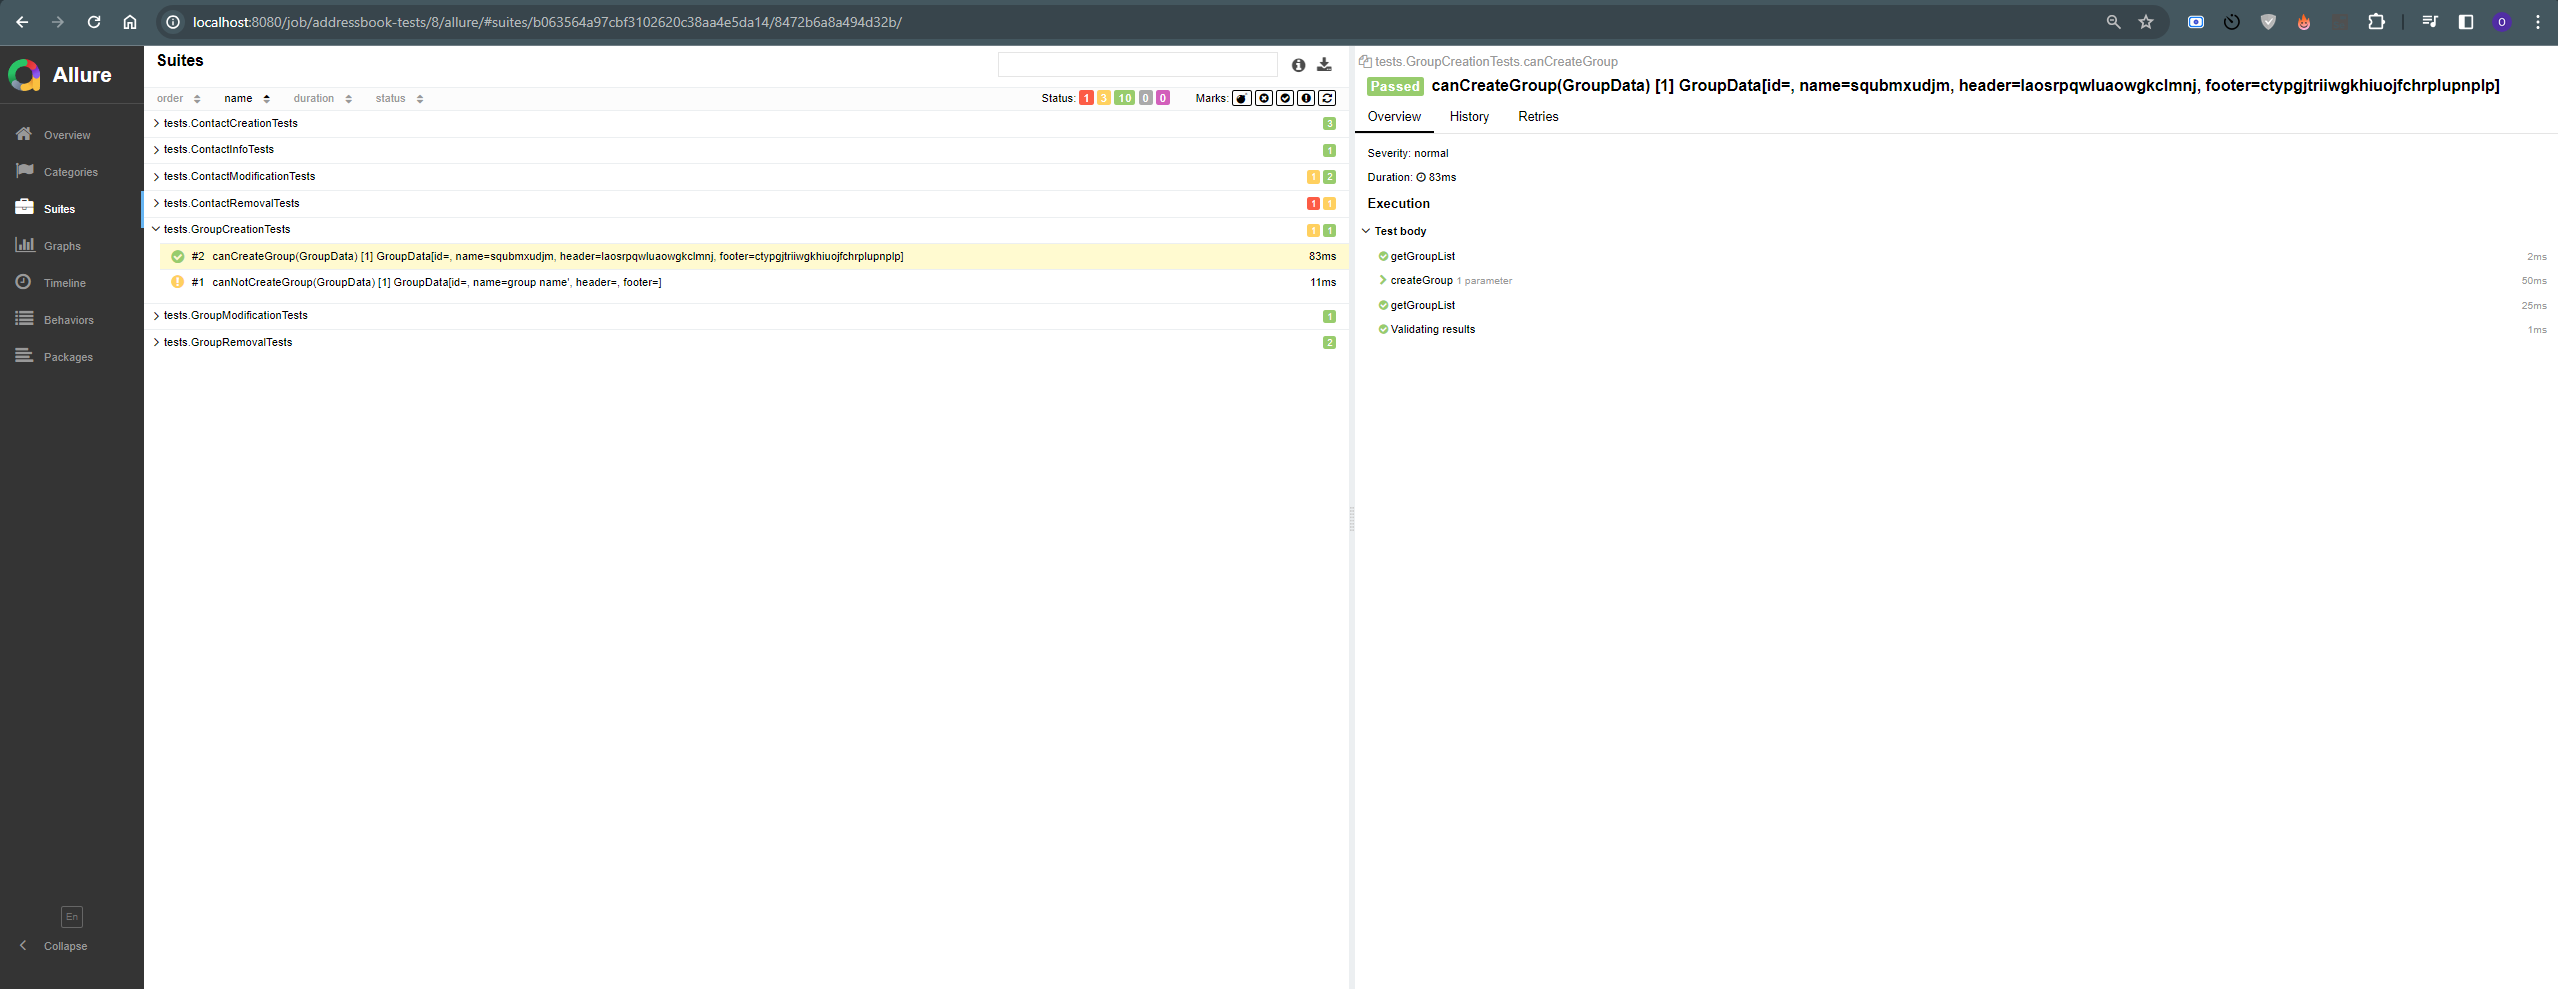 localhost:8080/job/addressbook-tests/8/allure/#suites/b063564a97cbf3102620c38aa4e5da14/8472b6a8a494d32b/
O
Allure
Overview
Categories
Suites
Graphs
Timeline
Behaviors
Packages
En
Collapse
Suites
order name duration status Status: 1 3 10 0 0 Marks:
tests.ContactCreationTests 3
tests.ContactInfoTests 1
tests.ContactModificationTests 1 2
tests.ContactRemovalTests 1 1
tests.GroupCreationTests 1 1
#2 canCreateGroup(GroupData) [1] GroupData[id=, name=squbmxudjm, header=laosrpqwluaowgkclmnj, footer=ctypgjtriiwgkhiuojfchrplupnplp] 83ms
#1 canNotCreateGroup(GroupData) [1] GroupData[id=, name=group name', header=, footer=] 11ms
tests.GroupModificationTests 1
tests.GroupRemovalTests 2
tests.GroupCreationTests.canCreateGroup
Passed canCreateGroup(GroupData) [1] GroupData[id=, name=squbmxudjm, header=laosrpqwluaowgkclmnj, footer=ctypgjtriiwgkhiuojfchrplupnplp]
Overview History Retries
Severity: normal
Duration: 83ms
Execution
Test body
getGroupList 2ms
createGroup 1 parameter 50ms
getGroupList 25ms
Validating results 1ms